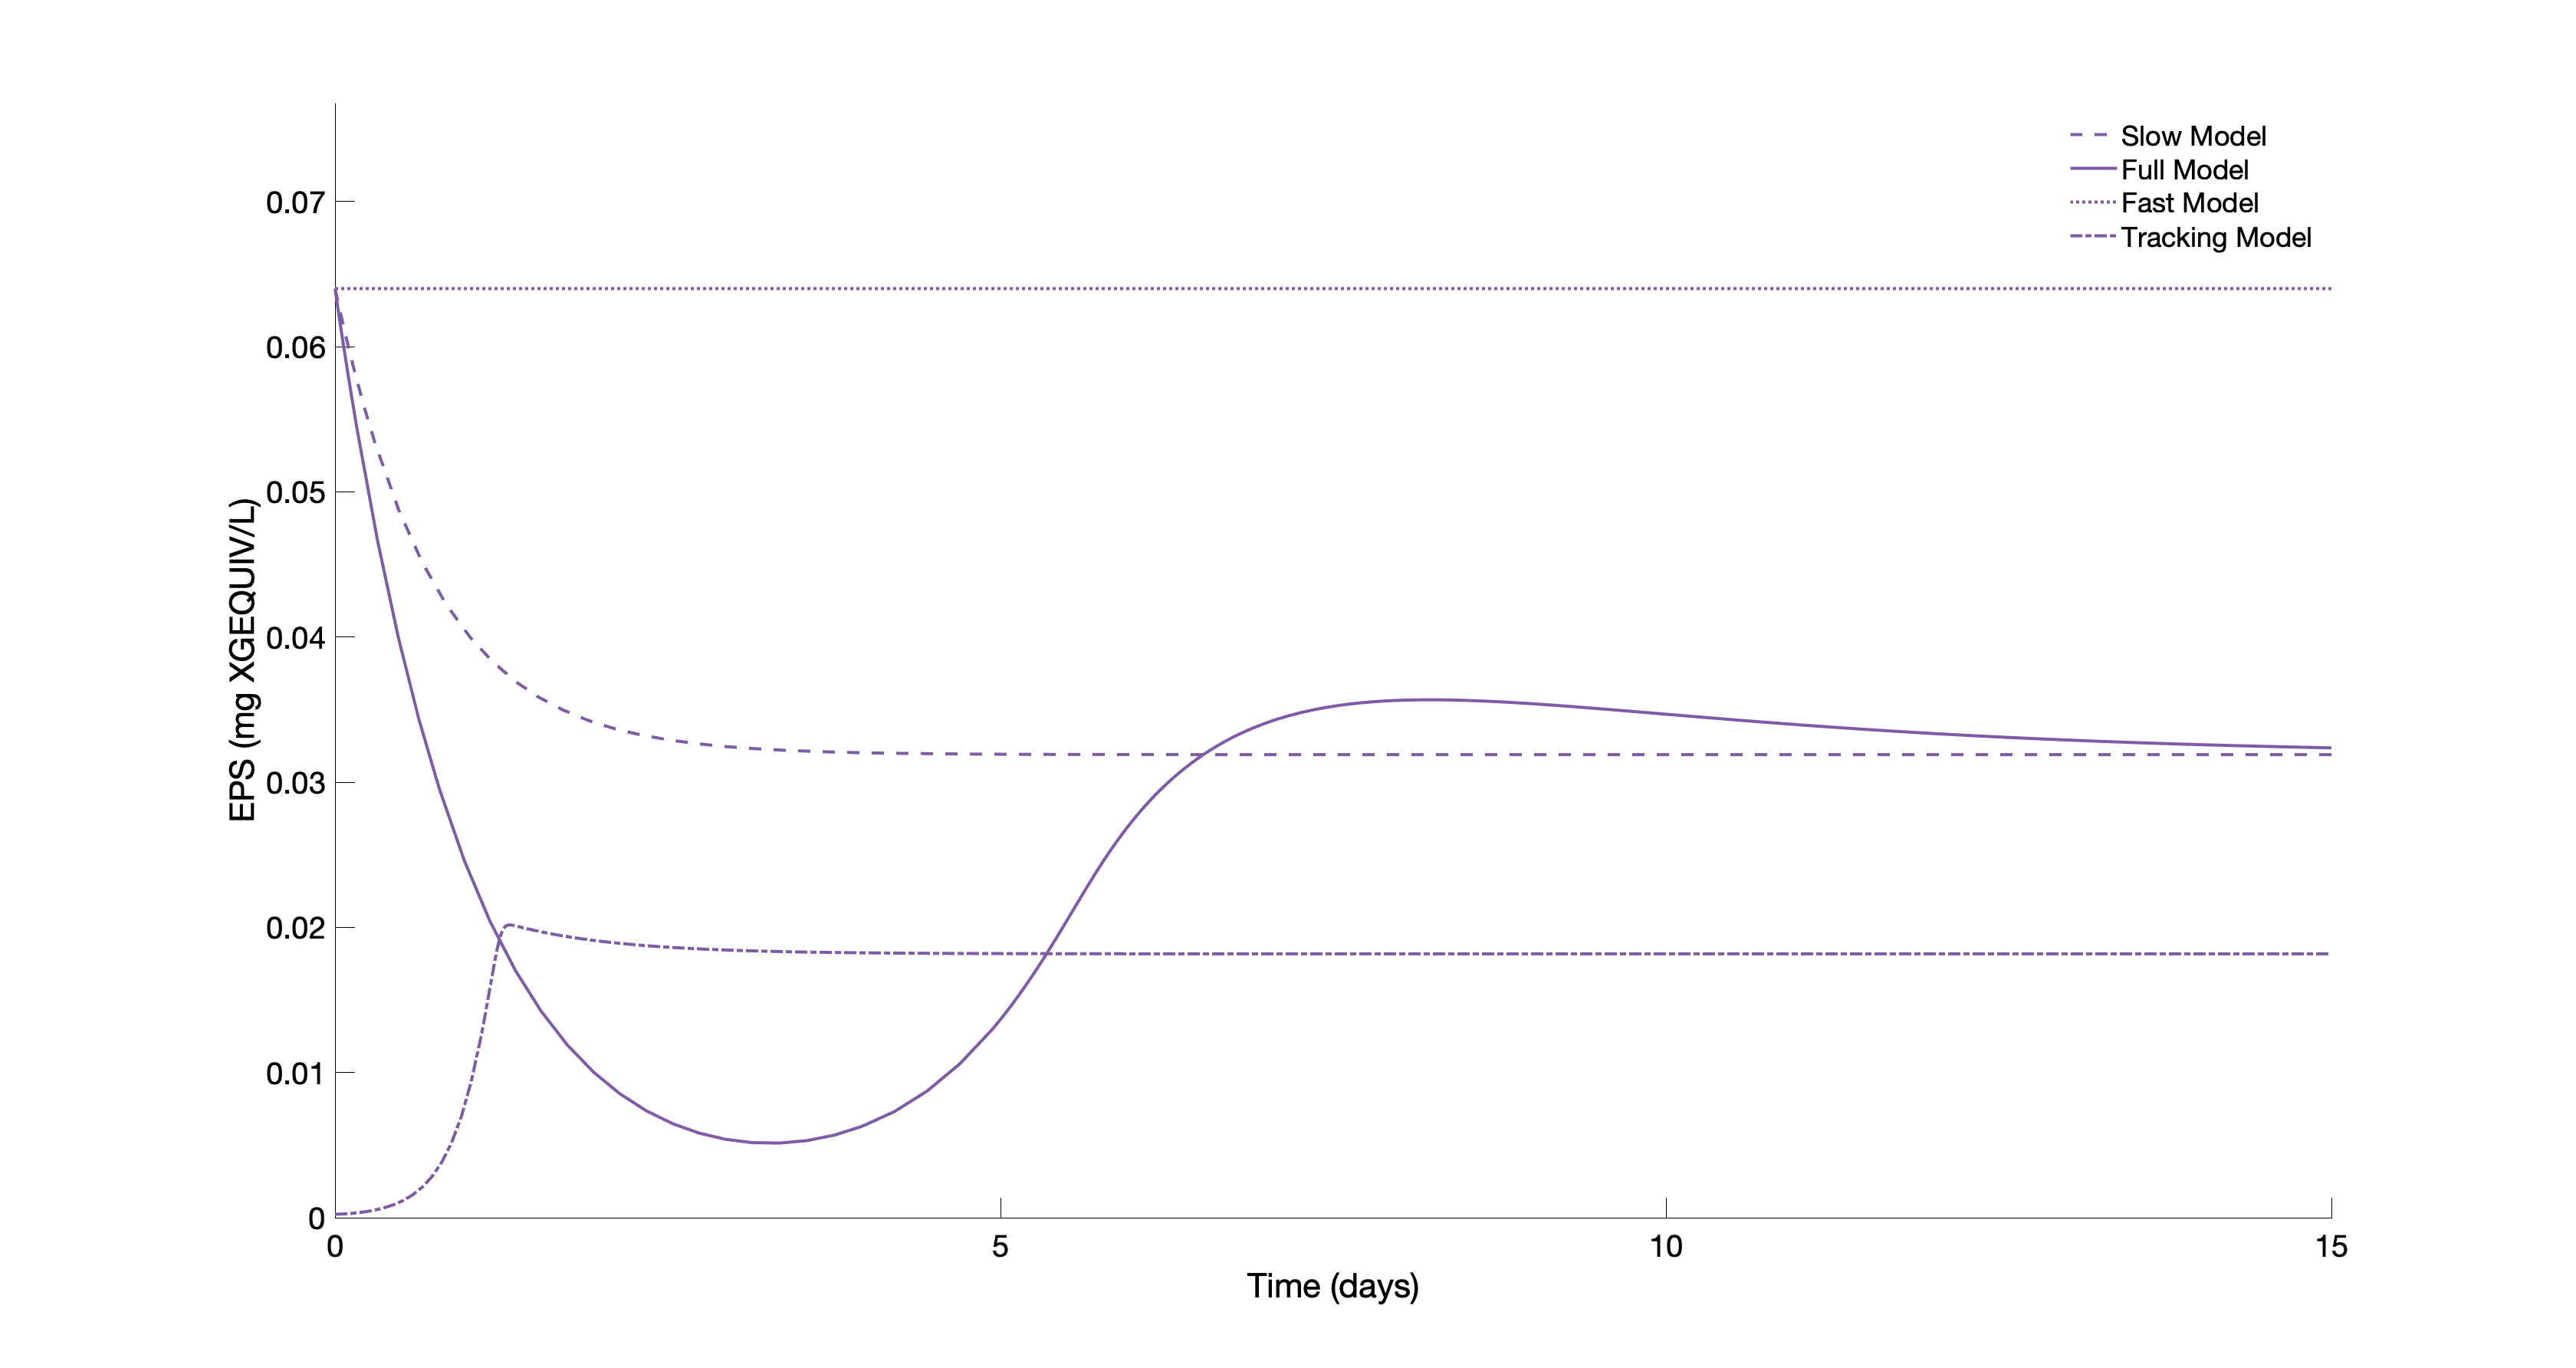 Slow Model
Full Model
Fast Model
Tracking Model
0.07
0.06
0.05
0.04
0.03
0.02
0.01
0
EPS (mg XGEQUIV/L)
0
5
10
15
Time (days)